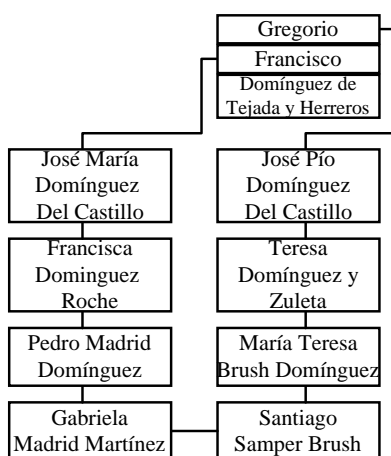 Gregorio
Francisco
Domínguez de
Tejada y Herreros
José María
Domínguez
Del Castillo
José Pío
Domínguez
Del Castillo
Francisca
Dominguez
Roche
Teresa
Domínguez y
Zuleta
Pedro Madrid
Domínguez
María Teresa
Brush Domínguez
Gabriela
Madrid Martínez
Santiago
Samper Brush